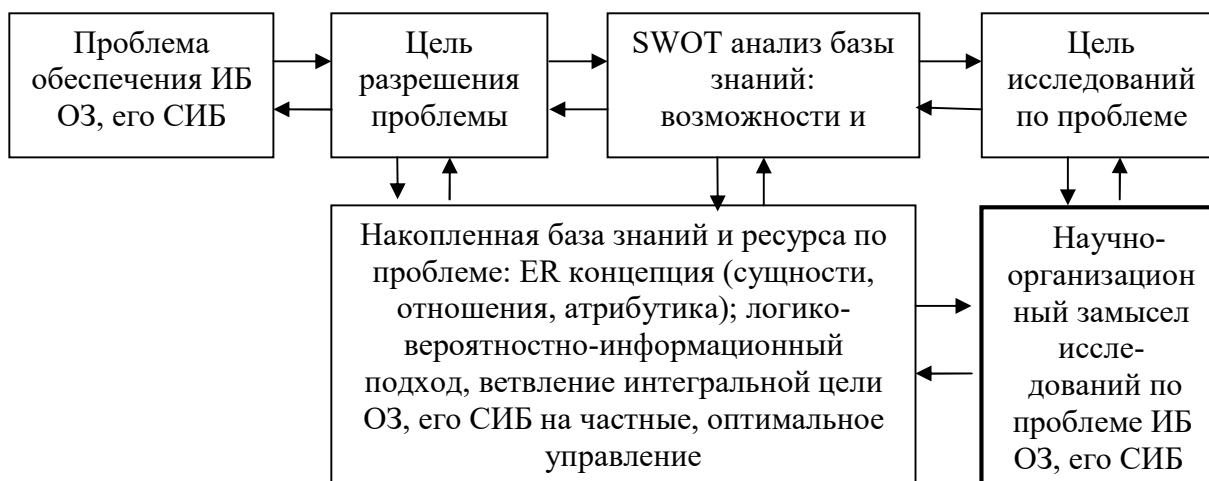 Проблема
обеспечения ИБ
ОЗ, его СИБ
Цель
разрешения
проблемы
SWOT анализ базы
знаний:
возможности и
Цель
исследований
по проблеме
Накопленная база знаний и ресурса по
проблеме: ER концепция (сущности,
отношения, атрибутика); логико-
вероятностно-информационный
подход, ветвление интегральной цели
ОЗ, его СИБ на частные, оптимальное
управление
Научно-
организацион
ный замысел
иссле-
дований по
проблеме ИБ
ОЗ, его СИБ